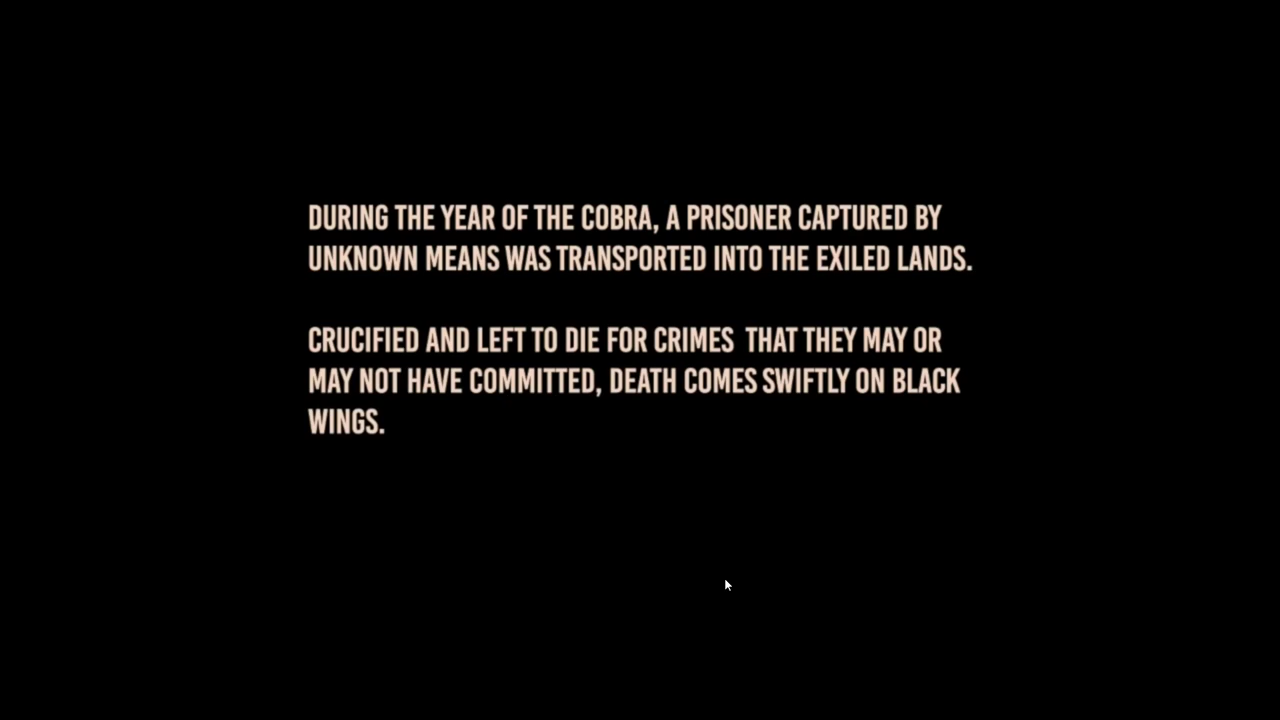 DURING THE YEAR OF THE COBRA, A PRISONER CAPTURED BY
UNKNOWN MEANS WAS TRANSPORTED INTO THE EXILED LANDS.
CRUCIFIED AND LEFT TO DIE FOR CRIMES THAT THEY MAY OR
MAY NOT HAVE COMMITTED, DEATH COMES SWIFTLY ON BLACK
WINGS.